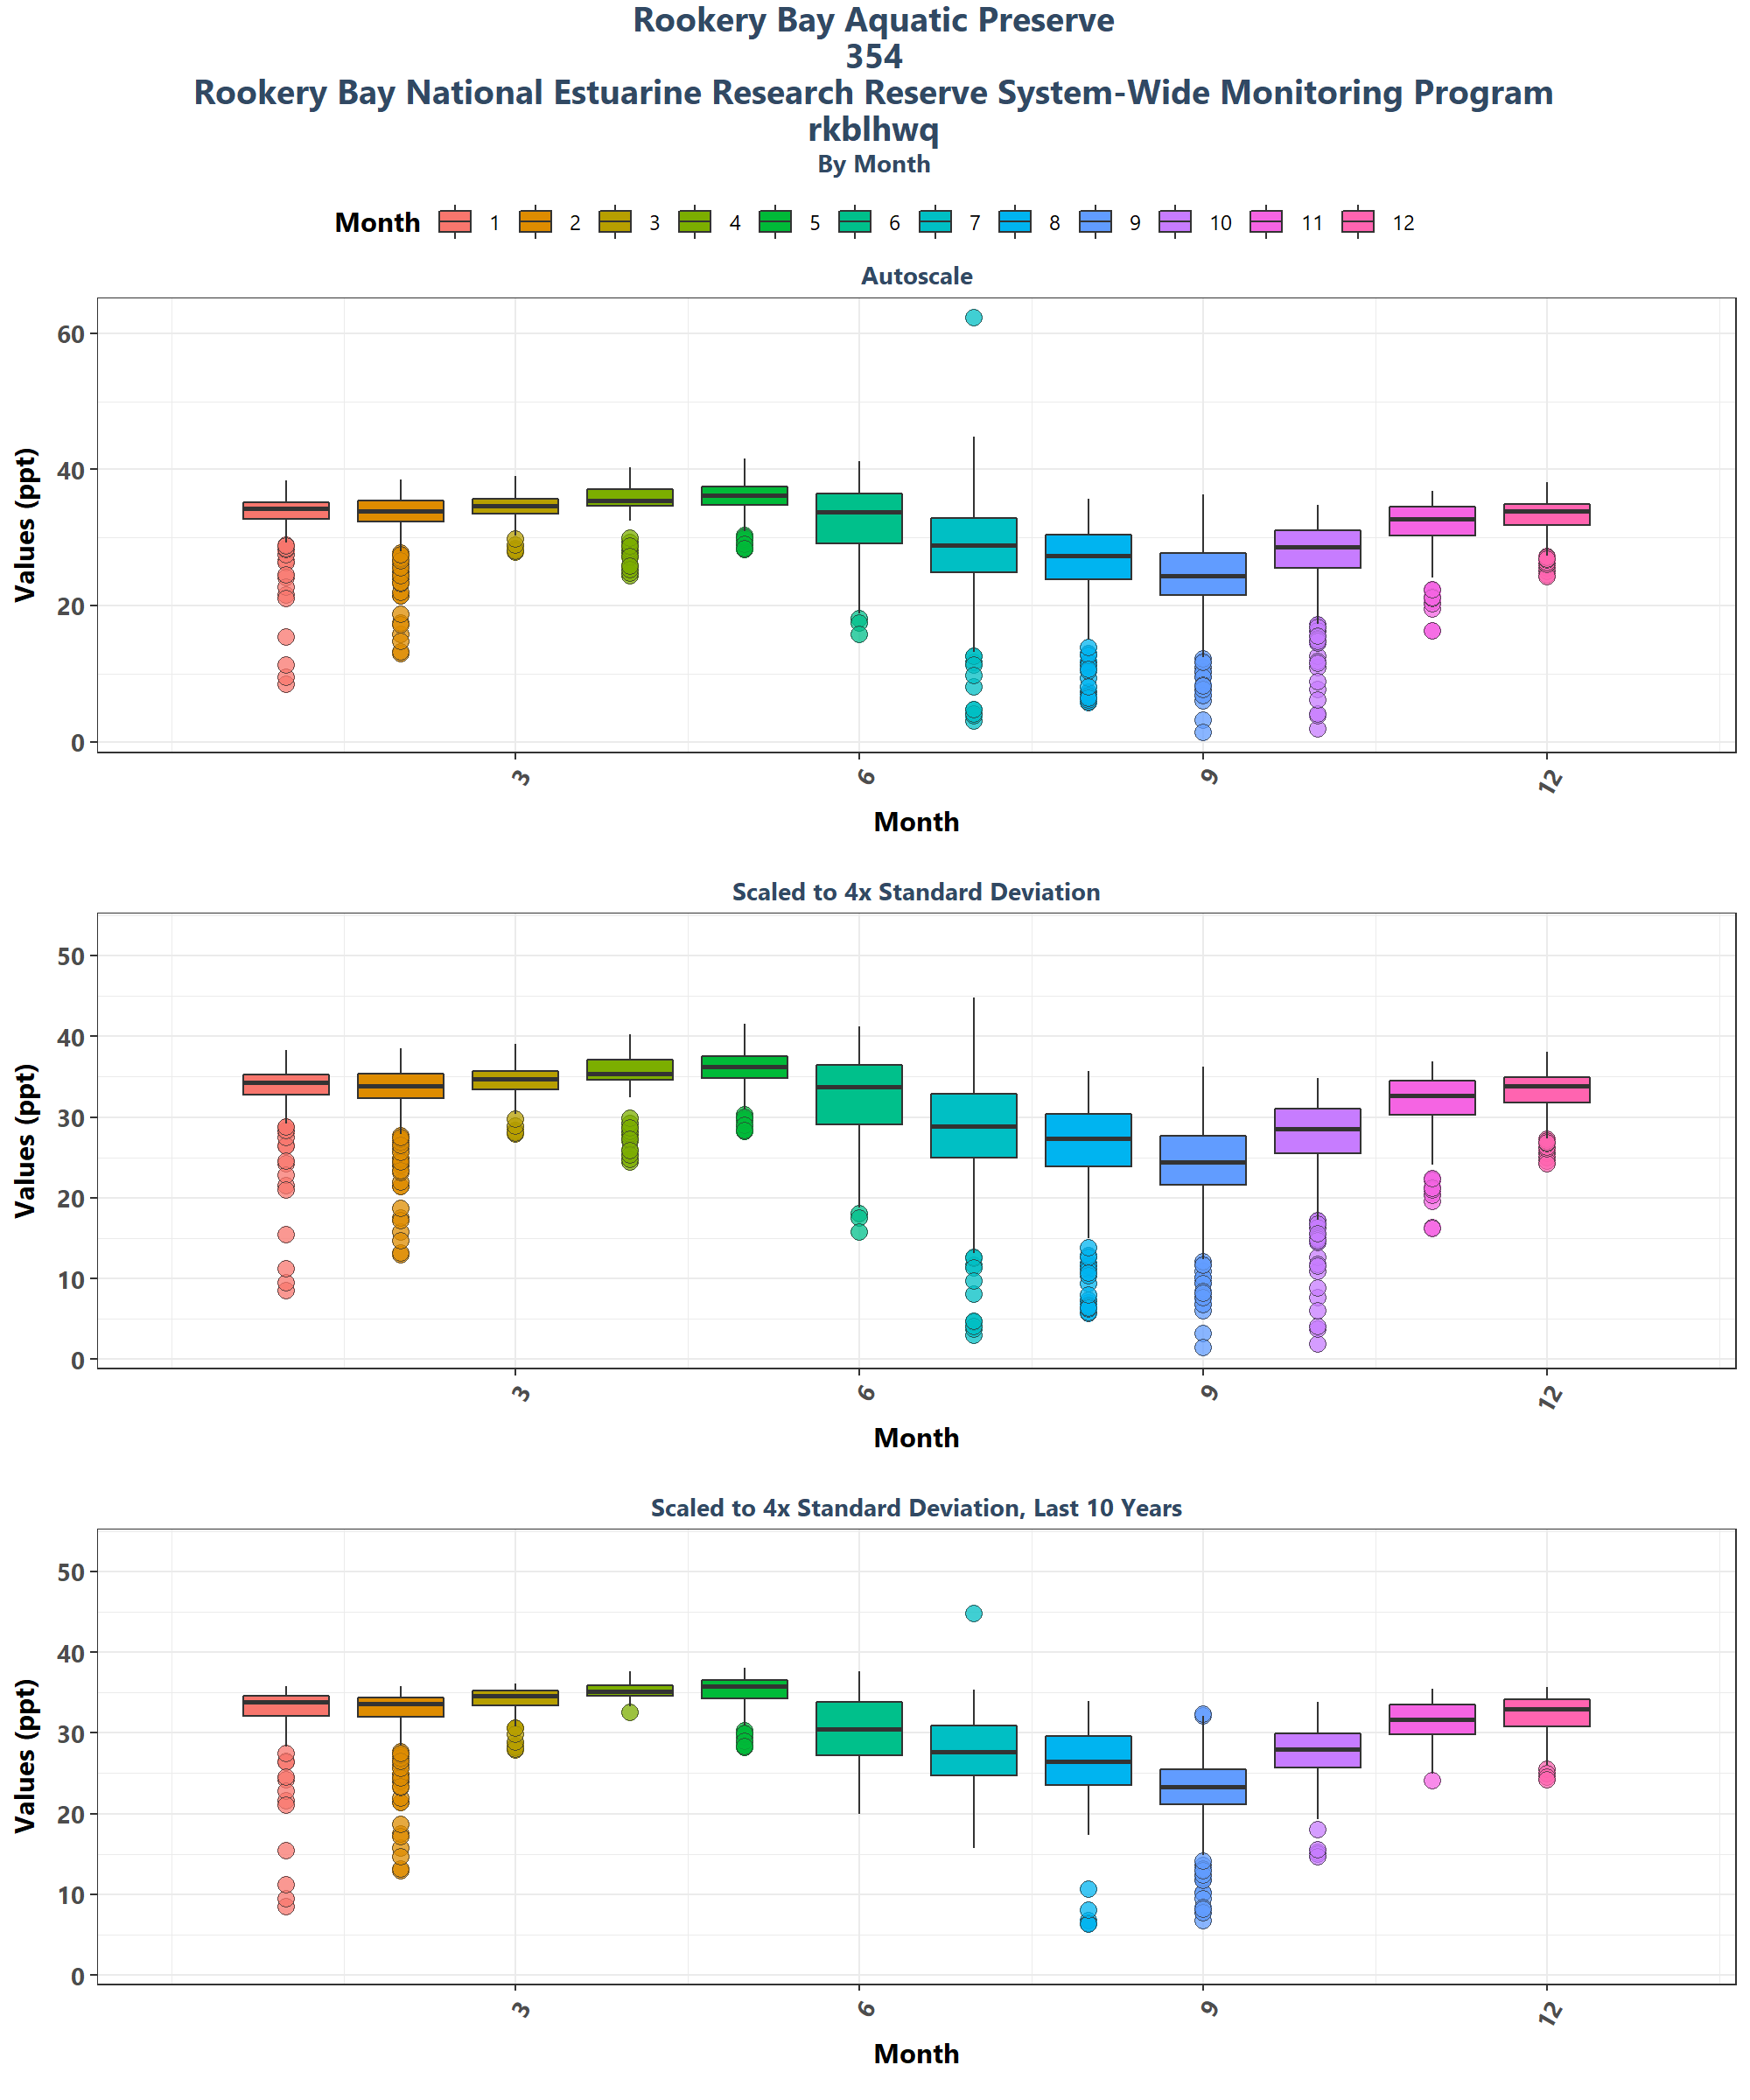 Rookery Bay Aquatic Preserve
354
Rookery Bay National Estuarine Research Reserve System-Wide Monitoring Program
rkblhwq
By Month
Month 1 2 3 4 5 6 7 8 9 10 11 12
Autoscale
Values (ppt)
60
40
20
0
3 6 9 12
Month
Scaled to 4x Standard Deviation
Values (ppt)
50
40
30
20
10
0
3 6 9 12
Month
Scaled to 4x Standard Deviation, Last 10 Years
Values (ppt)
50
40
30
20
10
0
3 6 9 12
Month